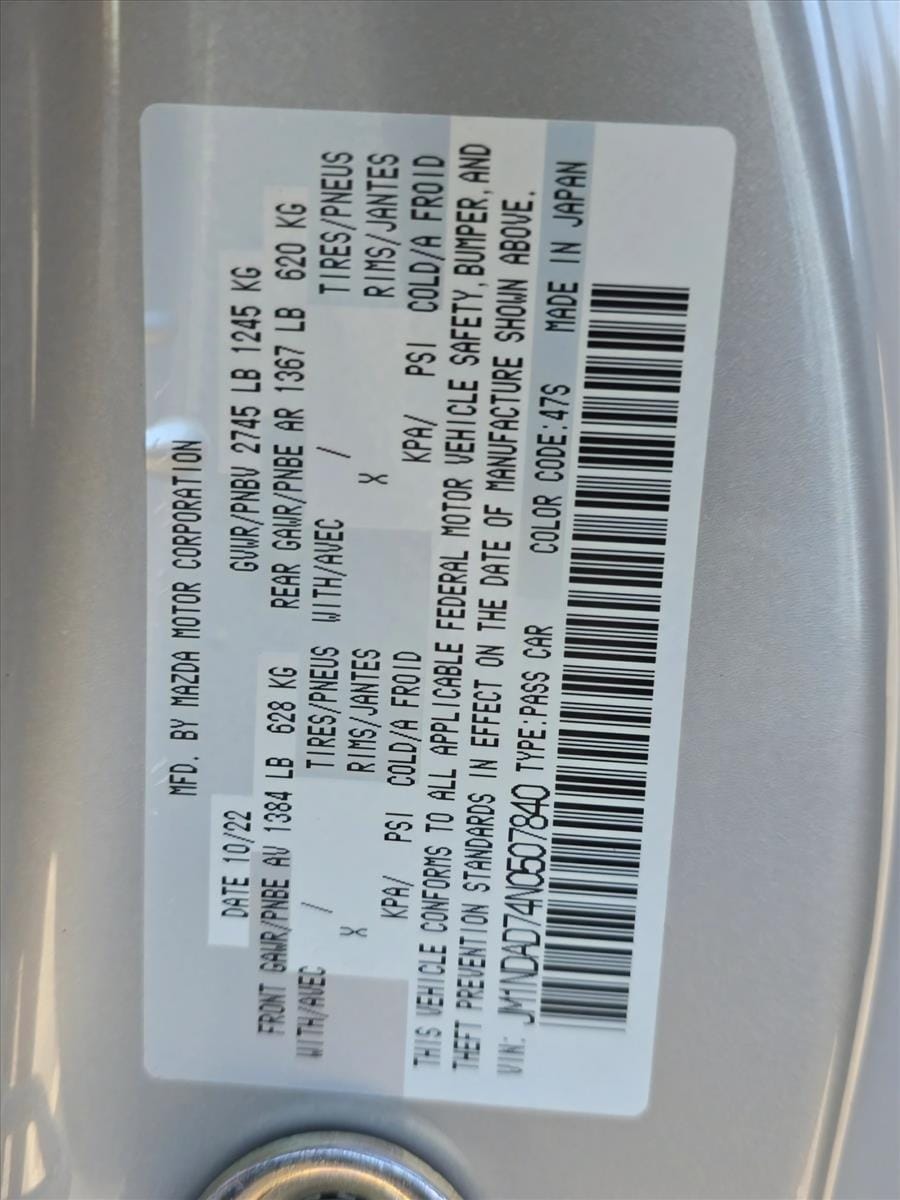 MFD. BY MAZDA MOTOR CORPORATION
DATE 10/22 GVWR/PNBV 2745 LB 1245 KG
FRONT GAWR/PNBE AV 1384 LB 628 KG REAR GAWR/PNBE AR 1367 LB 620 KG
WITH/AVEC / TIRES/PNEUS WITH/AVEC / TIRES/PNEUS
X RIMS/JANTES X RIMS/JANTES
KPA/ PSI COLD/A FROID KPA/ PSI COLD/A FROID
THIS VEHICLE CONFORMS TO ALL APPLICABLE FEDERAL MOTOR VEHICLE SAFETY, BUMPER, AND
THEFT PREVENTION STANDARDS IN EFFECT ON THE DATE OF MANUFACTURE SHOWN ABOVE.
VIN: JM1NDAD74N0507840 TYPE:PASS CAR COLOR CODE:47S MADE IN JAPAN